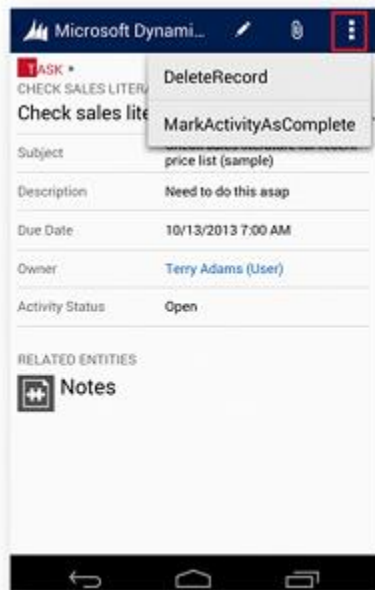 Microsoft Dynami...
TASK
CHECK SALES LITERA
Check sales lite
DeleteRecord
MarkActivityAsComplete
Subject
price list (sample)
Description
Need to do this asap
Due Date
10/13/2013 7:00 AM
Owner
Terry Adams (User)
Activity Status
Open
RELATED ENTITIES
Notes